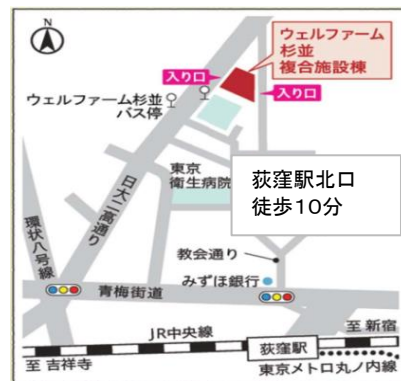 N
ウェルファーム
杉並
複合施設棟
入り口
入り口
ウェルファーム杉並
バス停
東京
衛生病院
荻窪駅北口
徒歩10分
日大二高通り
環状八号線
教会通り
みずほ銀行
青梅街道
JR中央線
至 新宿
荻窪駅
至 吉祥寺
東京メトロ丸ノ内線